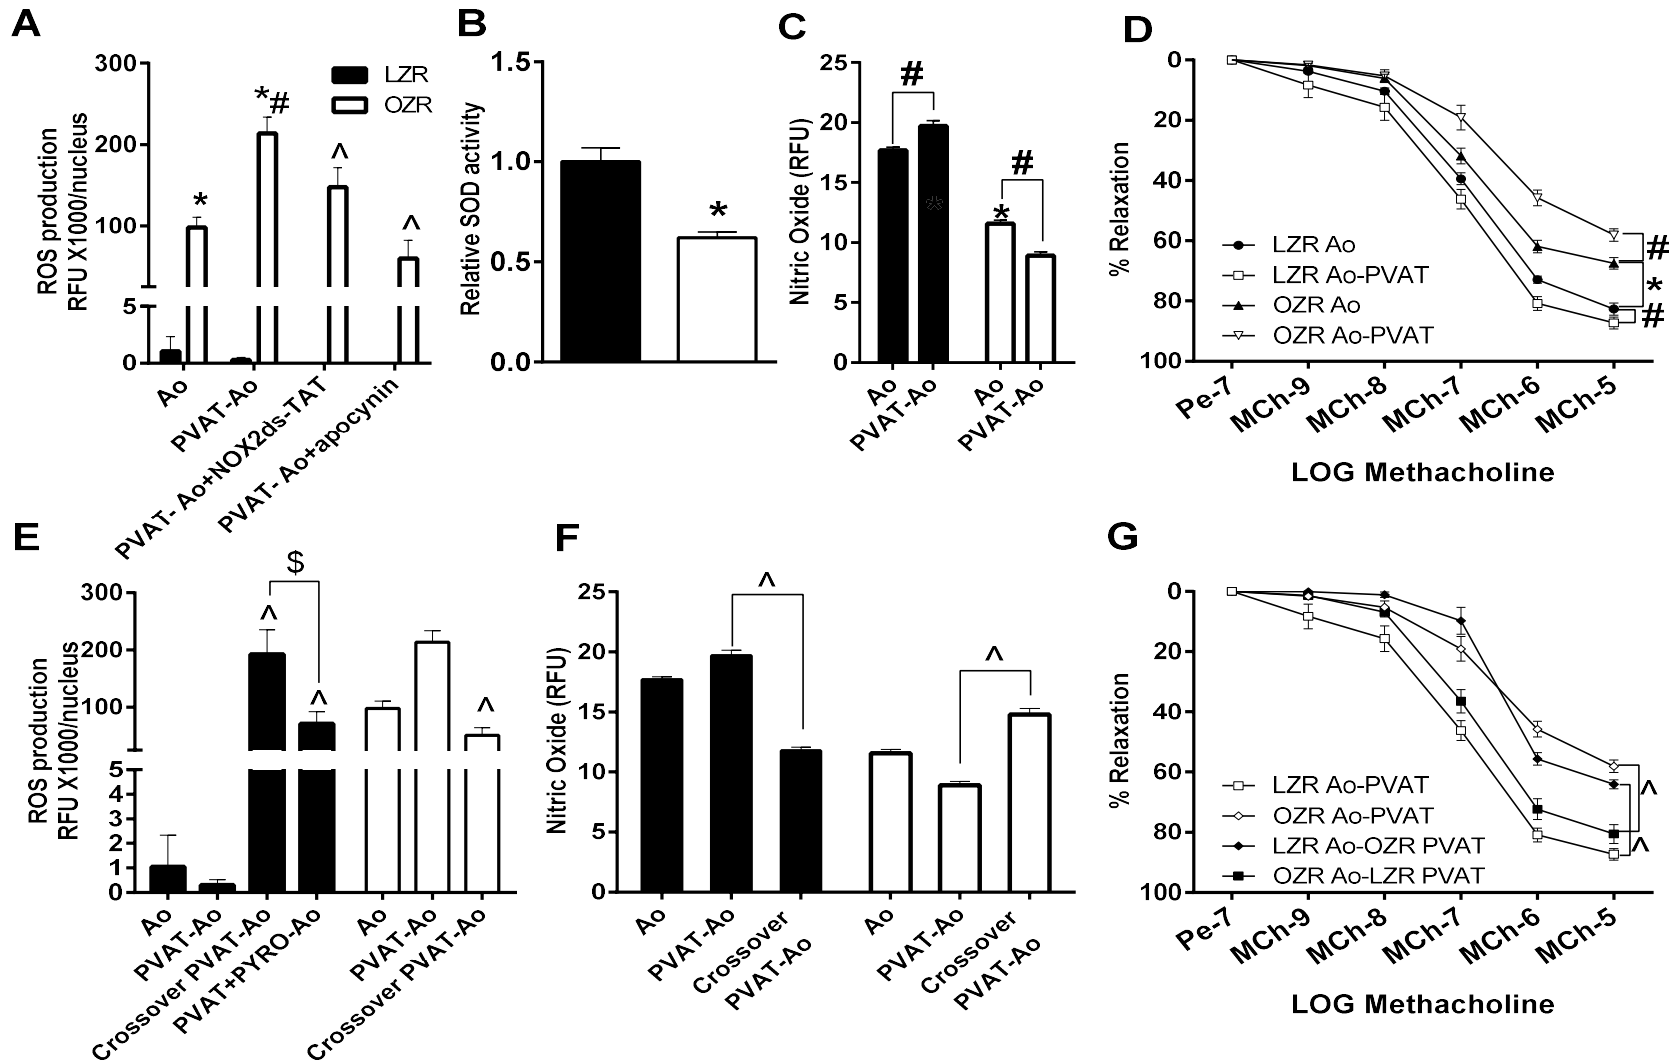 A
ROS production
RFU X1000/nucleus
300
200
100
5
0
LZR
OZR
*
*#
^
^
Ao
PVAT-Ao
PVAT- Ao+NOX2ds-TAT
PVAT- Ao+apocynin
B
Relative SOD activity
1.5
1.0
0.5
0.0
*
C
Nitric Oxide (RFU)
25
20
15
10
5
0
#
*
#
*
Ao
PVAT-Ao
Ao
PVAT-Ao
D
% Relaxation
0
20
40
60
80
100
LZR Ao
LZR Ao-PVAT
OZR Ao
OZR Ao-PVAT
#
*
#
Pe-7
MCh-9
MCh-8
MCh-7
MCh-6
MCh-5
LOG Methacholine
E
ROS production
RFU X1000/nucleus
300
200
100
5
4
3
2
1
0
$
^
^
^
Ao
PVAT-Ao
Crossover PVAT-Ao
PVAT+PYRO-Ao
Ao
PVAT-Ao
Crossover PVAT-Ao
F
Nitric Oxide (RFU)
25
20
15
10
5
0
^
^
Ao
PVAT-Ao
Crossover
PVAT-Ao
Ao
PVAT-Ao
Crossover
PVAT-Ao
G
% Relaxation
0
20
40
60
80
100
LZR Ao-PVAT
OZR Ao-PVAT
LZR Ao-OZR PVAT
OZR Ao-LZR PVAT
^
^
Pe-7
MCh-9
MCh-8
MCh-7
MCh-6
MCh-5
LOG Methacholine